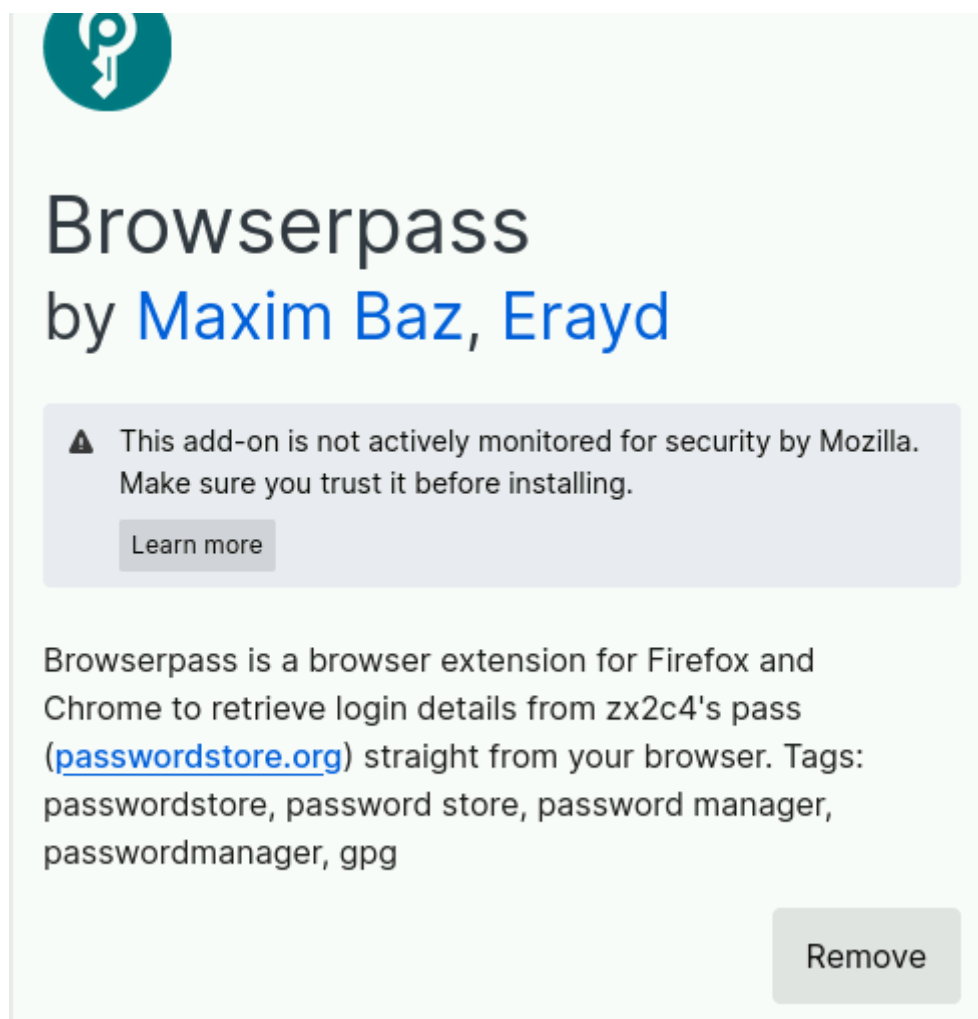 Browserpass
by Maxim Baz, Erayd
This add-on is not actively monitored for security by Mozilla.
Make sure you trust it before installing.
Learn more
Browserpass is a browser extension for Firefox and
Chrome to retrieve login details from zx2c4's pass
(passwordstore.org) straight from your browser. Tags:
passwordstore, password store, password manager,
passwordmanager, gpg
Remove